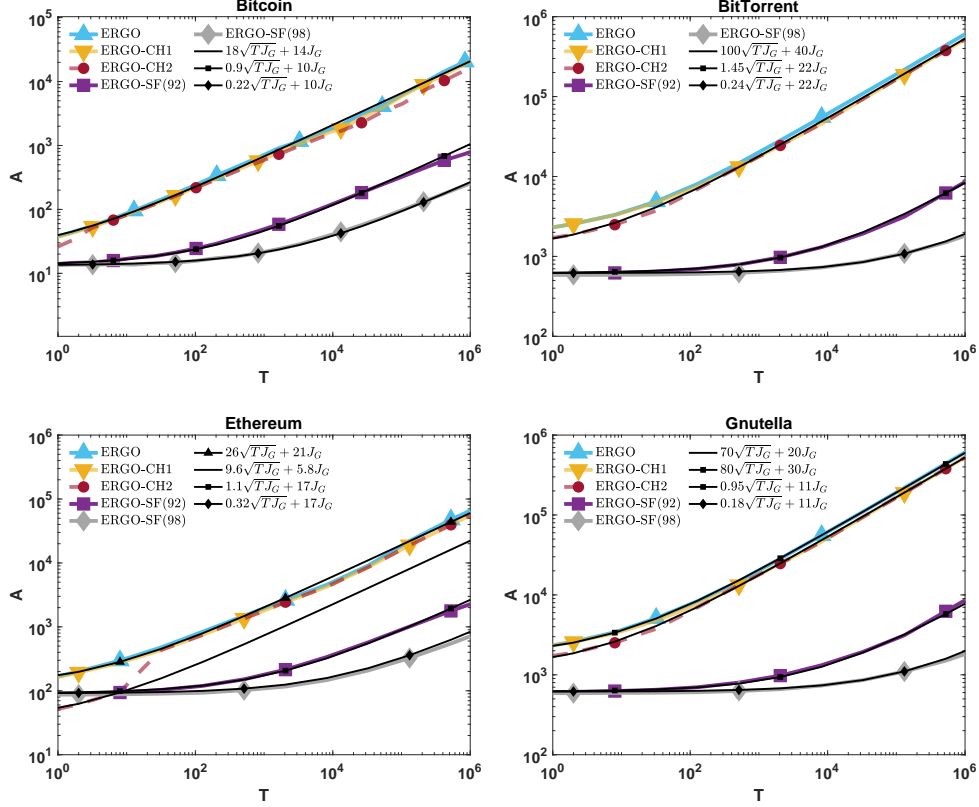 Bitcoin
ERGO
ERGO-CH1
ERGO-CH2
ERGO-SF(92)
ERGO-SF(98)
18√TJ_G + 14J_G
0.9√TJ_G + 10J_G
0.22√TJ_G + 10J_G
10^5
10^4
10^3
10^2
10^1
A
10^0
10^2
10^4
10^6
T
BitTorrent
ERGO
ERGO-CH1
ERGO-CH2
ERGO-SF(92)
ERGO-SF(98)
100√TJ_G + 40J_G
1.45√TJ_G + 22J_G
0.24√TJ_G + 22J_G
10^6
10^5
10^4
10^3
10^2
A
10^0
10^2
10^4
10^6
T
Ethereum
ERGO
ERGO-CH1
ERGO-CH2
ERGO-SF(92)
ERGO-SF(98)
26√TJ_G + 21J_G
9.6√TJ_G + 5.8J_G
1.1√TJ_G + 17J_G
0.32√TJ_G + 17J_G
10^6
10^5
10^4
10^3
10^2
10^1
A
10^0
10^2
10^4
10^6
T
Gnutella
ERGO
ERGO-CH1
ERGO-CH2
ERGO-SF(92)
ERGO-SF(98)
70√TJ_G + 20J_G
80√TJ_G + 30J_G
0.95√TJ_G + 11J_G
0.18√TJ_G + 11J_G
10^6
10^5
10^4
10^3
10^2
A
10^0
10^2
10^4
10^6
T